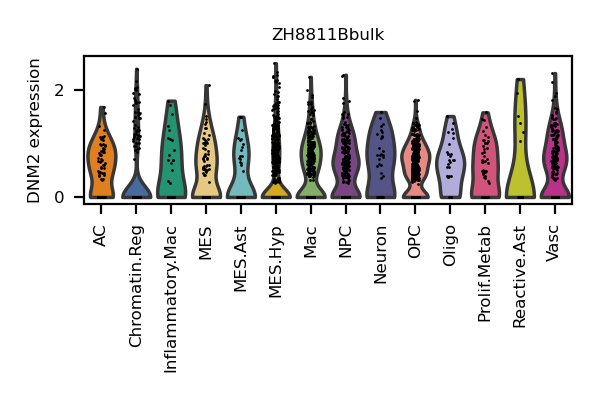 ZH8811Bbulk
DNM2 expression
2
0
AC
Chromatin.Reg
Inflammatory.Mac
MES
MES.Ast
MES.Hyp
Mac
NPC
Neuron
OPC
Oligo
Prolif.Metab
Reactive.Ast
Vasc